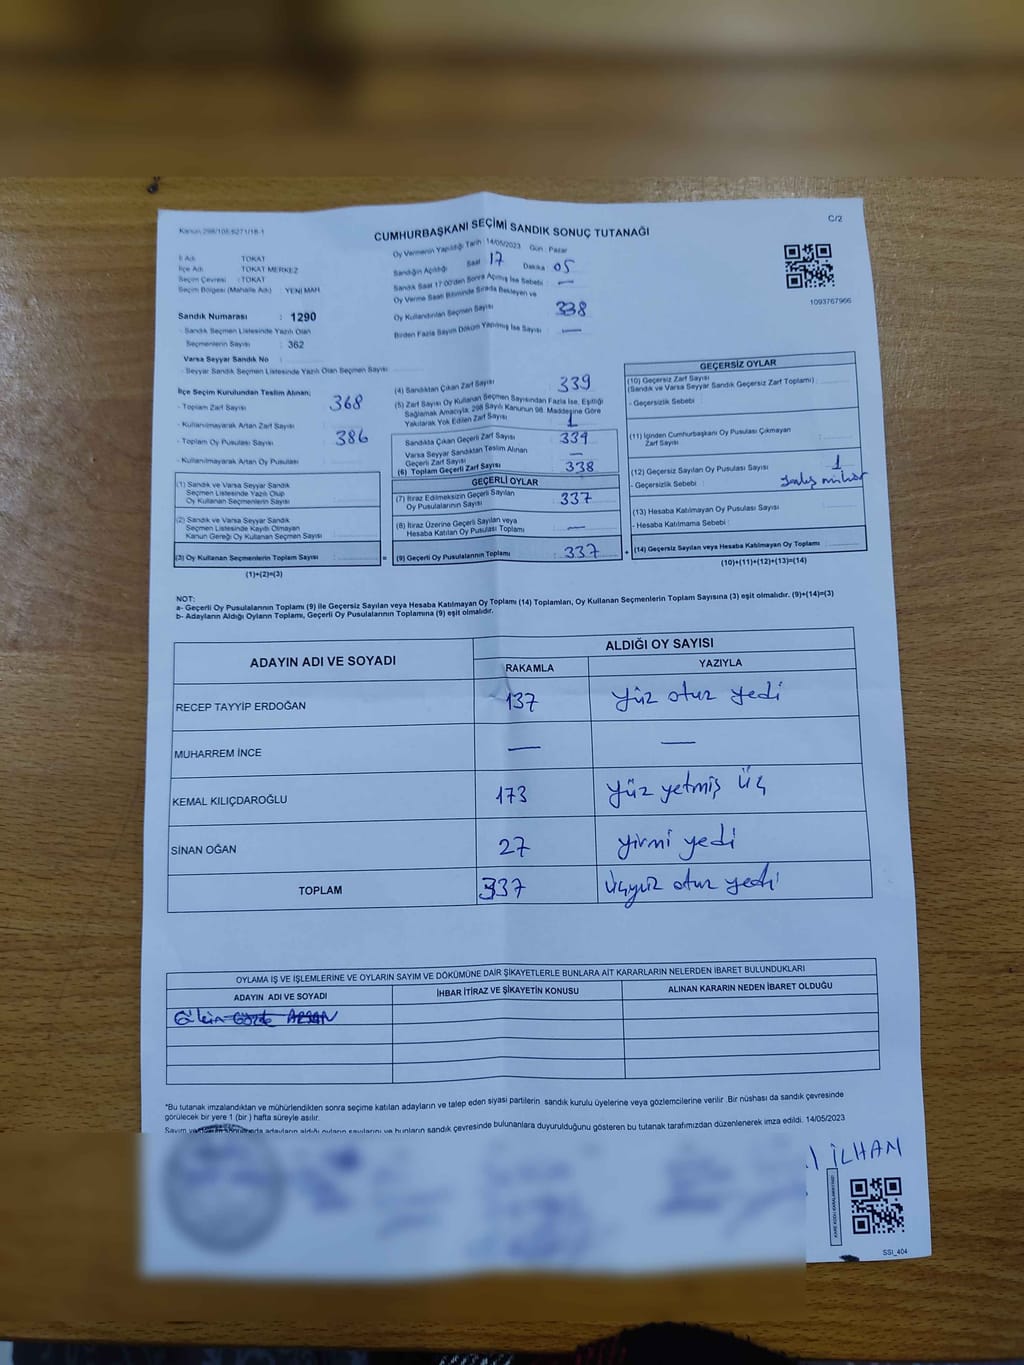 Kanun 298/105,6271/18-1
C/2
CUMHURBAŞKANI SEÇİMİ SANDIK SONUÇ TUTANAĞI
İl Adı : TOKAT
İlçe Adı : TOKAT MERKEZ
Seçim Çevresi : TOKAT
Seçim Bölgesi (Mahalle Adı) : YENİ MAH
Sandık Numarası : 1290
- Sandık Seçmen Listesinde Yazılı Olan
Seçmenlerin Sayısı : 362
Varsa Seyyar Sandık No
- Seyyar Sandık Seçmen Listesinde Yazılı Olan Seçmen Sayısı
Oy Vermenin Yapıldığı Tarih 14/05/2023 Gün : Pazar
Sandığın Açıldığı Saat 17 Dakika 05
Sandık Saat 17:00'den Sonra Açılmış İse Sebebi : —
Oy Verme Saati Bitiminde Sırada Bekleyen ve
Oy Kullandırılan Seçmen Sayısı 338
Birden Fazla Sayım Döküm Yapılmış İse Sayısı : —
1093767966
İlçe Seçim Kurulundan Teslim Alınan;
- Toplam Zarf Sayısı 368
- Kullanılmayarak Artan Zarf Sayısı
- Toplam Oy Pusulası Sayısı 386
- Kullanılmayarak Artan Oy Pusulası
(4) Sandıktan Çıkan Zarf Sayısı 339
(5) Zarf Sayısı Oy Kullanan Seçmen Sayısından Fazla İse, Eşitliği
Sağlamak Amacıyla, 298 Sayılı Kanunun 98. Maddesine Göre
Yakılarak Yok Edilen Zarf Sayısı 1
Sandıkta Çıkan Geçerli Zarf Sayısı 339
Varsa Seyyar Sandıktan Teslim Alınan
Geçerli Zarf Sayısı —
(6) Toplam Geçerli Zarf Sayısı 338
GEÇERLİ OYLAR
(7) İtiraz Edilmeksizin Geçerli Sayılan
Oy Pusulalarının Sayısı 337
(8) İtiraz Üzerine Geçerli Sayılan veya
Hesaba Katılan Oy Pusulası Toplamı —
(9) Geçerli Oy Pusulalarının Toplamı 337
GEÇERSİZ OYLAR
(10) Geçersiz Zarf Sayısı
(Sandık ve Varsa Seyyar Sandık Geçersiz Zarf Toplamı) :
- Geçersizlik Sebebi :
(11) İçinden Cumhurbaşkanı Oy Pusulası Çıkmayan
Zarf Sayısı
(12) Geçersiz Sayılan Oy Pusulası Sayısı 1
- Geçersizlik Sebebi :
(13) Hesaba Katılmayan Oy Pusulası Sayısı
- Hesaba Katılmama Sebebi :
(14) Geçersiz Sayılan veya Hesaba Katılmayan Oy Toplamı
(10)+(11)+(12)+(13)=(14)
(1) Sandık ve Varsa Seyyar Sandık
Seçmen Listesinde Yazılı Olup
Oy Kullanan Seçmenlerin Sayısı
(2) Sandık ve Varsa Seyyar Sandık
Seçmen Listesinde Kayıtlı Olmayan
Kanun Gereği Oy Kullanan Seçmen Sayısı
(3) Oy Kullanan Seçmenlerin Toplam Sayısı
(1)+(2)=(3)
NOT:
a- Geçerli Oy Pusulalarının Toplamı (9) ile Geçersiz Sayılan veya Hesaba Katılmayan Oy Toplamı (14) Toplamları, Oy Kullanan Seçmenlerin Toplam Sayısına (3) eşit olmalıdır. (9)+(14)=(3)
b- Adayların Aldığı Oyların Toplamı, Geçerli Oy Pusulalarının Toplamına (9) eşit olmalıdır.
ADAYIN ADI VE SOYADI
ALDIĞI OY SAYISI
RAKAMLA YAZIYLA
RECEP TAYYİP ERDOĞAN 137 Yüz otuz yedi
MUHARREM İNCE — —
KEMAL KILIÇDAROĞLU 173 Yüz yetmiş üç
SİNAN OĞAN 27 yirmi yedi
TOPLAM 337 Üçyüz otuz yedi
OYLAMA İŞ VE İŞLEMLERİNE VE OYLARIN SAYIM VE DÖKÜMÜNE DAİR ŞİKAYETLERLE BUNLARA AİT KARARLARIN NELERDEN İBARET BULUNDUKLARI
ADAYIN ADI VE SOYADI İHBAR İTİRAZ VE ŞİKAYETİN KONUSU ALINAN KARARIN NEDEN İBARET OLDUĞU
*Bu tutanak imzalandıktan ve mühürlendikten sonra seçime katılan adayların ve talep eden siyasi partilerin sandık kurulu üyelerine veya gözlemcilerine verilir. Bir nüshası da sandık çevresinde
görülecek bir yere 1 (bir) hafta süreyle asılır.
Sayım ve döküm sonunda adayların aldığı oyların sayılarını ve bunların sandık çevresinde bulunanlara duyurulduğunu gösteren bu tutanak tarafımızdan düzenlenerek imza edildi. 14/05/2023
İLHAN
SSI_404